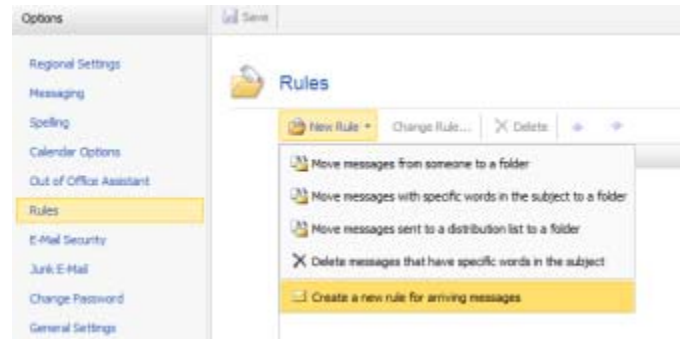 Options
Save
Regional Settings
Messaging
Spelling
Calendar Options
Out of Office Assistant
Rules
E-Mail Security
Junk E-Mail
Change Password
General Settings
Rules
New Rule
Change Rule...
Delete
Move messages from someone to a folder
Move messages with specific words in the subject to a folder
Move messages sent to a distribution list to a folder
Delete messages that have specific words in the subject
Create a new rule for arriving messages